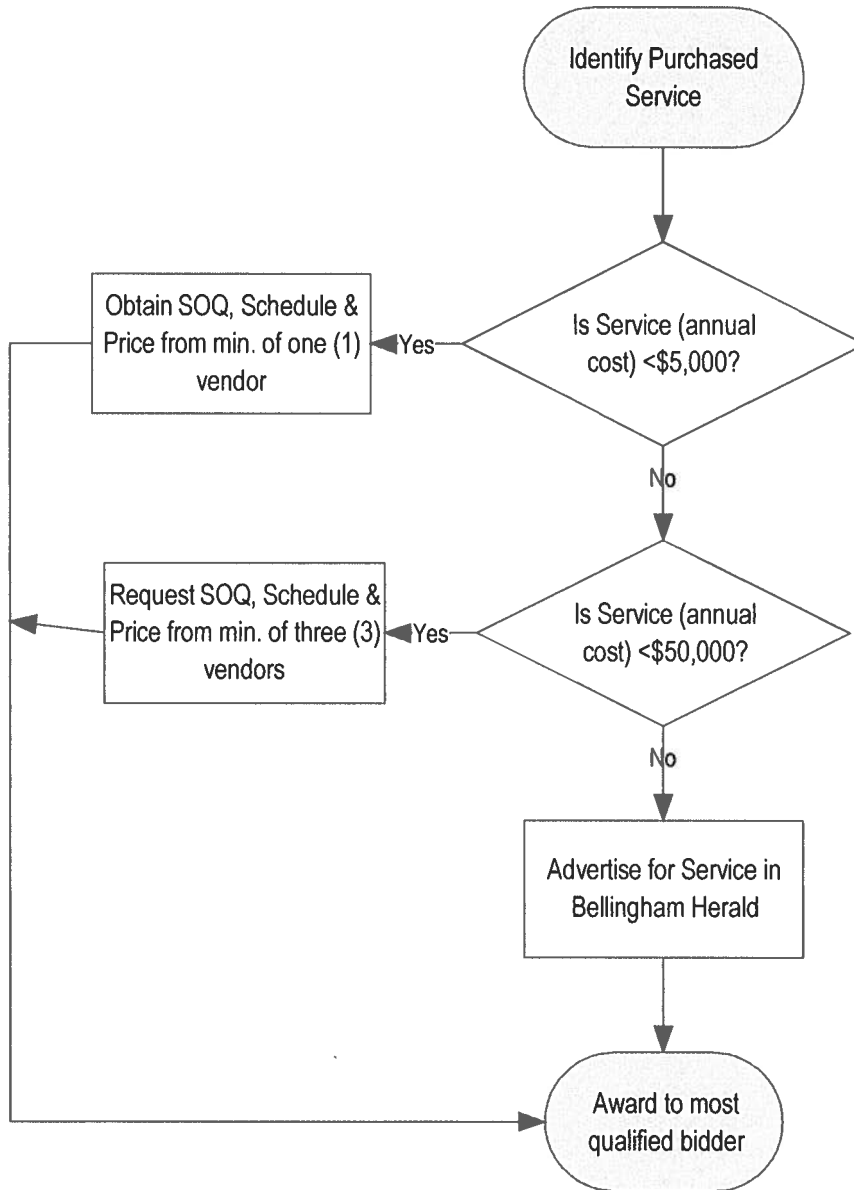 Identify Purchased
Service
Is Service (annual
cost) <$5,000?
Yes
Obtain SOQ, Schedule &
Price from min. of one (1)
vendor
No
Is Service (annual
cost) <$50,000?
Yes
Request SOQ, Schedule &
Price from min. of three (3)
vendors
No
Advertise for Service in
Bellingham Herald
Award to most
qualified bidder